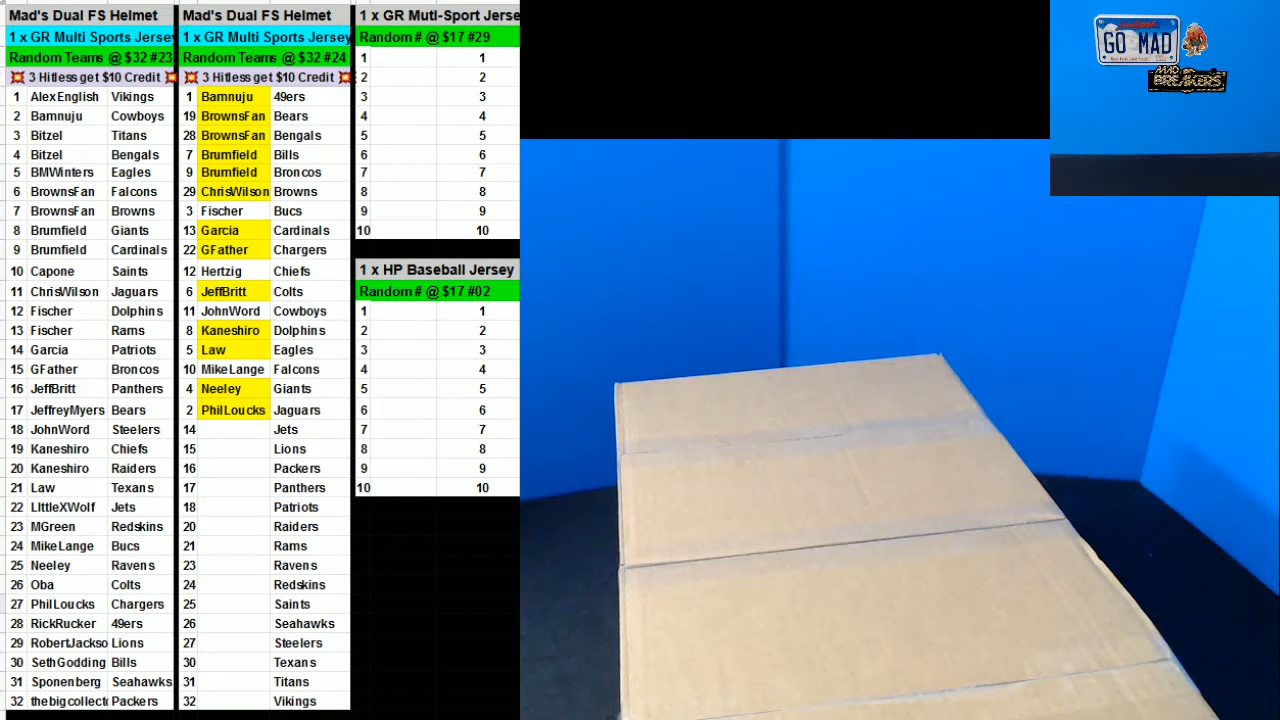 Mad's Dual FS Helmet
1 x GR Multi Sports Jersey
Random Teams @ $32 #23
3 Hitless get $10 Credit
1 AlexEnglish Vikings
2 Bamnuju Cowboys
3 Bitzel Titans
4 Bitzel Bengals
5 BMWinters Eagles
6 BrownsFan Falcons
7 BrownsFan Browns
8 Brumfield Giants
9 Brumfield Cardinals
10 Capone Saints
11 ChrisWilson Jaguars
12 Fischer Dolphins
13 Fischer Rams
14 Garcia Patriots
15 GFather Broncos
16 JeffBritt Panthers
17 JeffreyMyers Bears
18 JohnWord Steelers
19 Kaneshiro Chiefs
20 Kaneshiro Raiders
21 Law Texans
22 LIttleXWolf Jets
23 MGreen Redskins
24 MikeLange Bucs
25 Neeley Ravens
26 Oba Colts
27 PhilLoucks Chargers
28 RickRucker 49ers
29 RobertJackso Lions
30 SethGodding Bills
31 Sponenberg Seahawks
32 thebigcollect Packers
Mad's Dual FS Helmet
1 x GR Multi Sports Jersey
Random Teams @ $32 #24
3 Hitless get $10 Credit
1 Bamnuju 49ers
19 BrownsFan Bears
28 BrownsFan Bengals
7 Brumfield Bills
9 Brumfield Broncos
29 ChrisWilson Browns
3 Fischer Bucs
13 Garcia Cardinals
22 GFather Chargers
12 Hertzig Chiefs
6 JeffBritt Colts
11 JohnWord Cowboys
8 Kaneshiro Dolphins
5 Law Eagles
10 MikeLange Falcons
4 Neeley Giants
2 PhilLoucks Jaguars
14 Jets
15 Lions
16 Packers
17 Panthers
18 Patriots
20 Raiders
21 Rams
23 Ravens
24 Redskins
25 Saints
26 Seahawks
27 Steelers
30 Texans
31 Titans
32 Vikings
1 x GR Mutl-Sport Jerse
Random # @ $17 #29
1 1
2 2
3 3
4 4
5 5
6 6
7 7
8 8
9 9
10 10
1 x HP Baseball Jersey
Random # @ $17 #02
1 1
2 2
3 3
4 4
5 5
6 6
7 7
8 8
9 9
10 10
GO MAD
MAD
BREAKERS